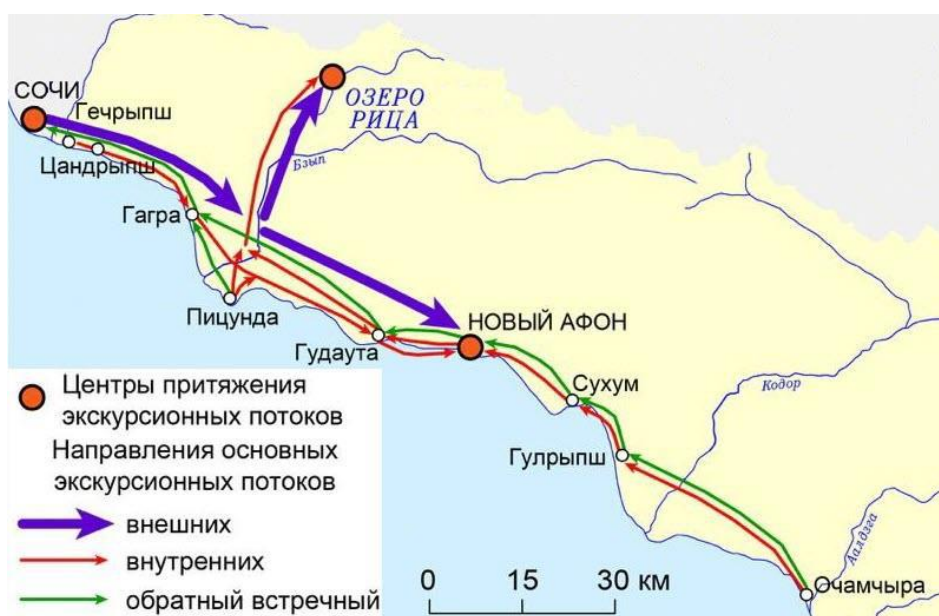 СОЧИ
Гечрыпш
Цандрыпш
Гагра
ОЗЕРО
РИЦА
Бзып
Пицунда
Гудаута
НОВЫЙ АФОН
Сухум
Гулрыпш
Кодор
Аалдзга
Очамчыра
Центры притяжения
экскурсионных потоков
Направления основных
экскурсионных потоков
внешних
внутренних
обратный встречный
0 15 30 км